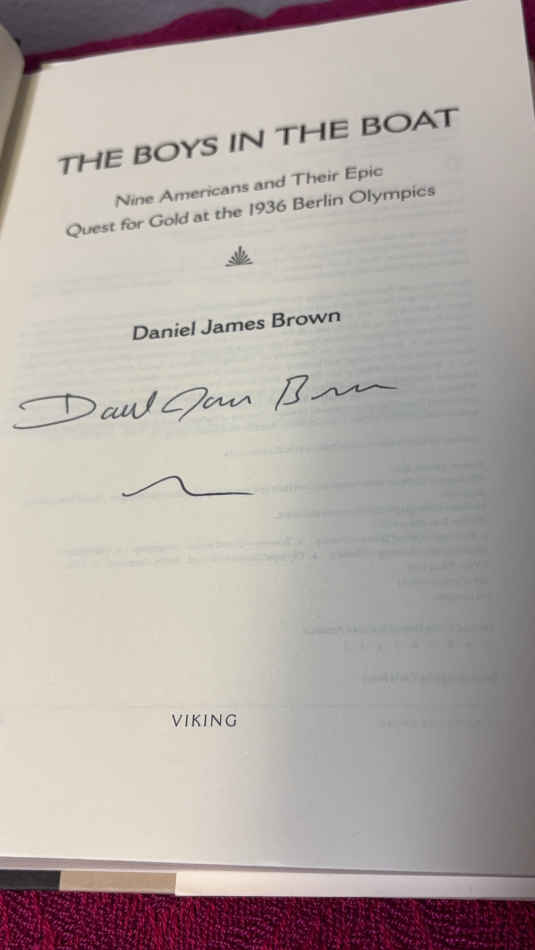 THE BOYS IN THE BOAT
Nine Americans and Their Epic
Quest for Gold at the 1936 Berlin Olympics
Daniel James Brown
VIKING